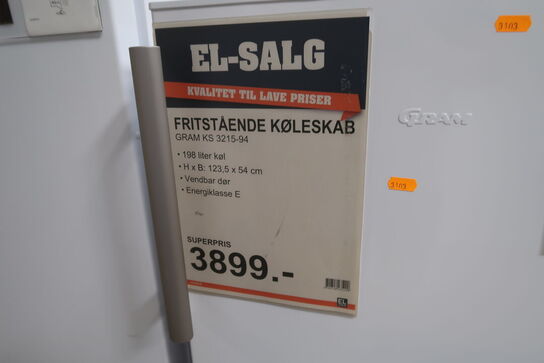 EL-SALG
KVALITET TIL LAVE PRISER
FRITSTÅENDE KØLESKAB
GRAM KS 3215-94
• 198 liter køl
• H x B: 123,5 x 54 cm
• Vendbar dør
• Energiklasse E
SUPERPRIS
3899.-
EL
GRAM
3103
3103